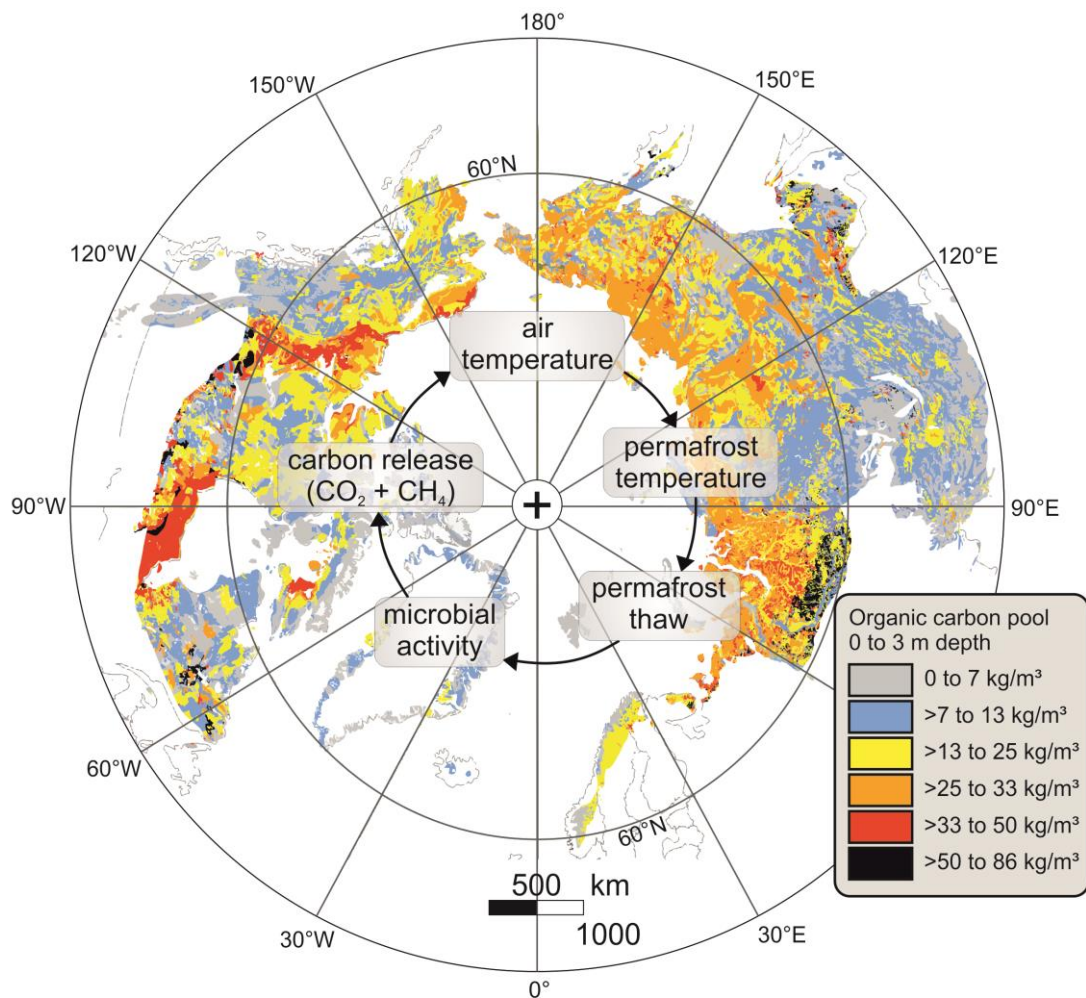 180°
150°W
150°E
60°N
120°W
120°E
air
temperature
carbon release
(CO₂ + CH₄)
permafrost
temperature
90°W
90°E
permafrost
thaw
microbial
activity
Organic carbon pool
0 to 3 m depth
0 to 7 kg/m³
>7 to 13 kg/m³
>13 to 25 kg/m³
>25 to 33 kg/m³
>33 to 50 kg/m³
>50 to 86 kg/m³
60°W
60°N
500 km
1000
30°W
30°E
0°